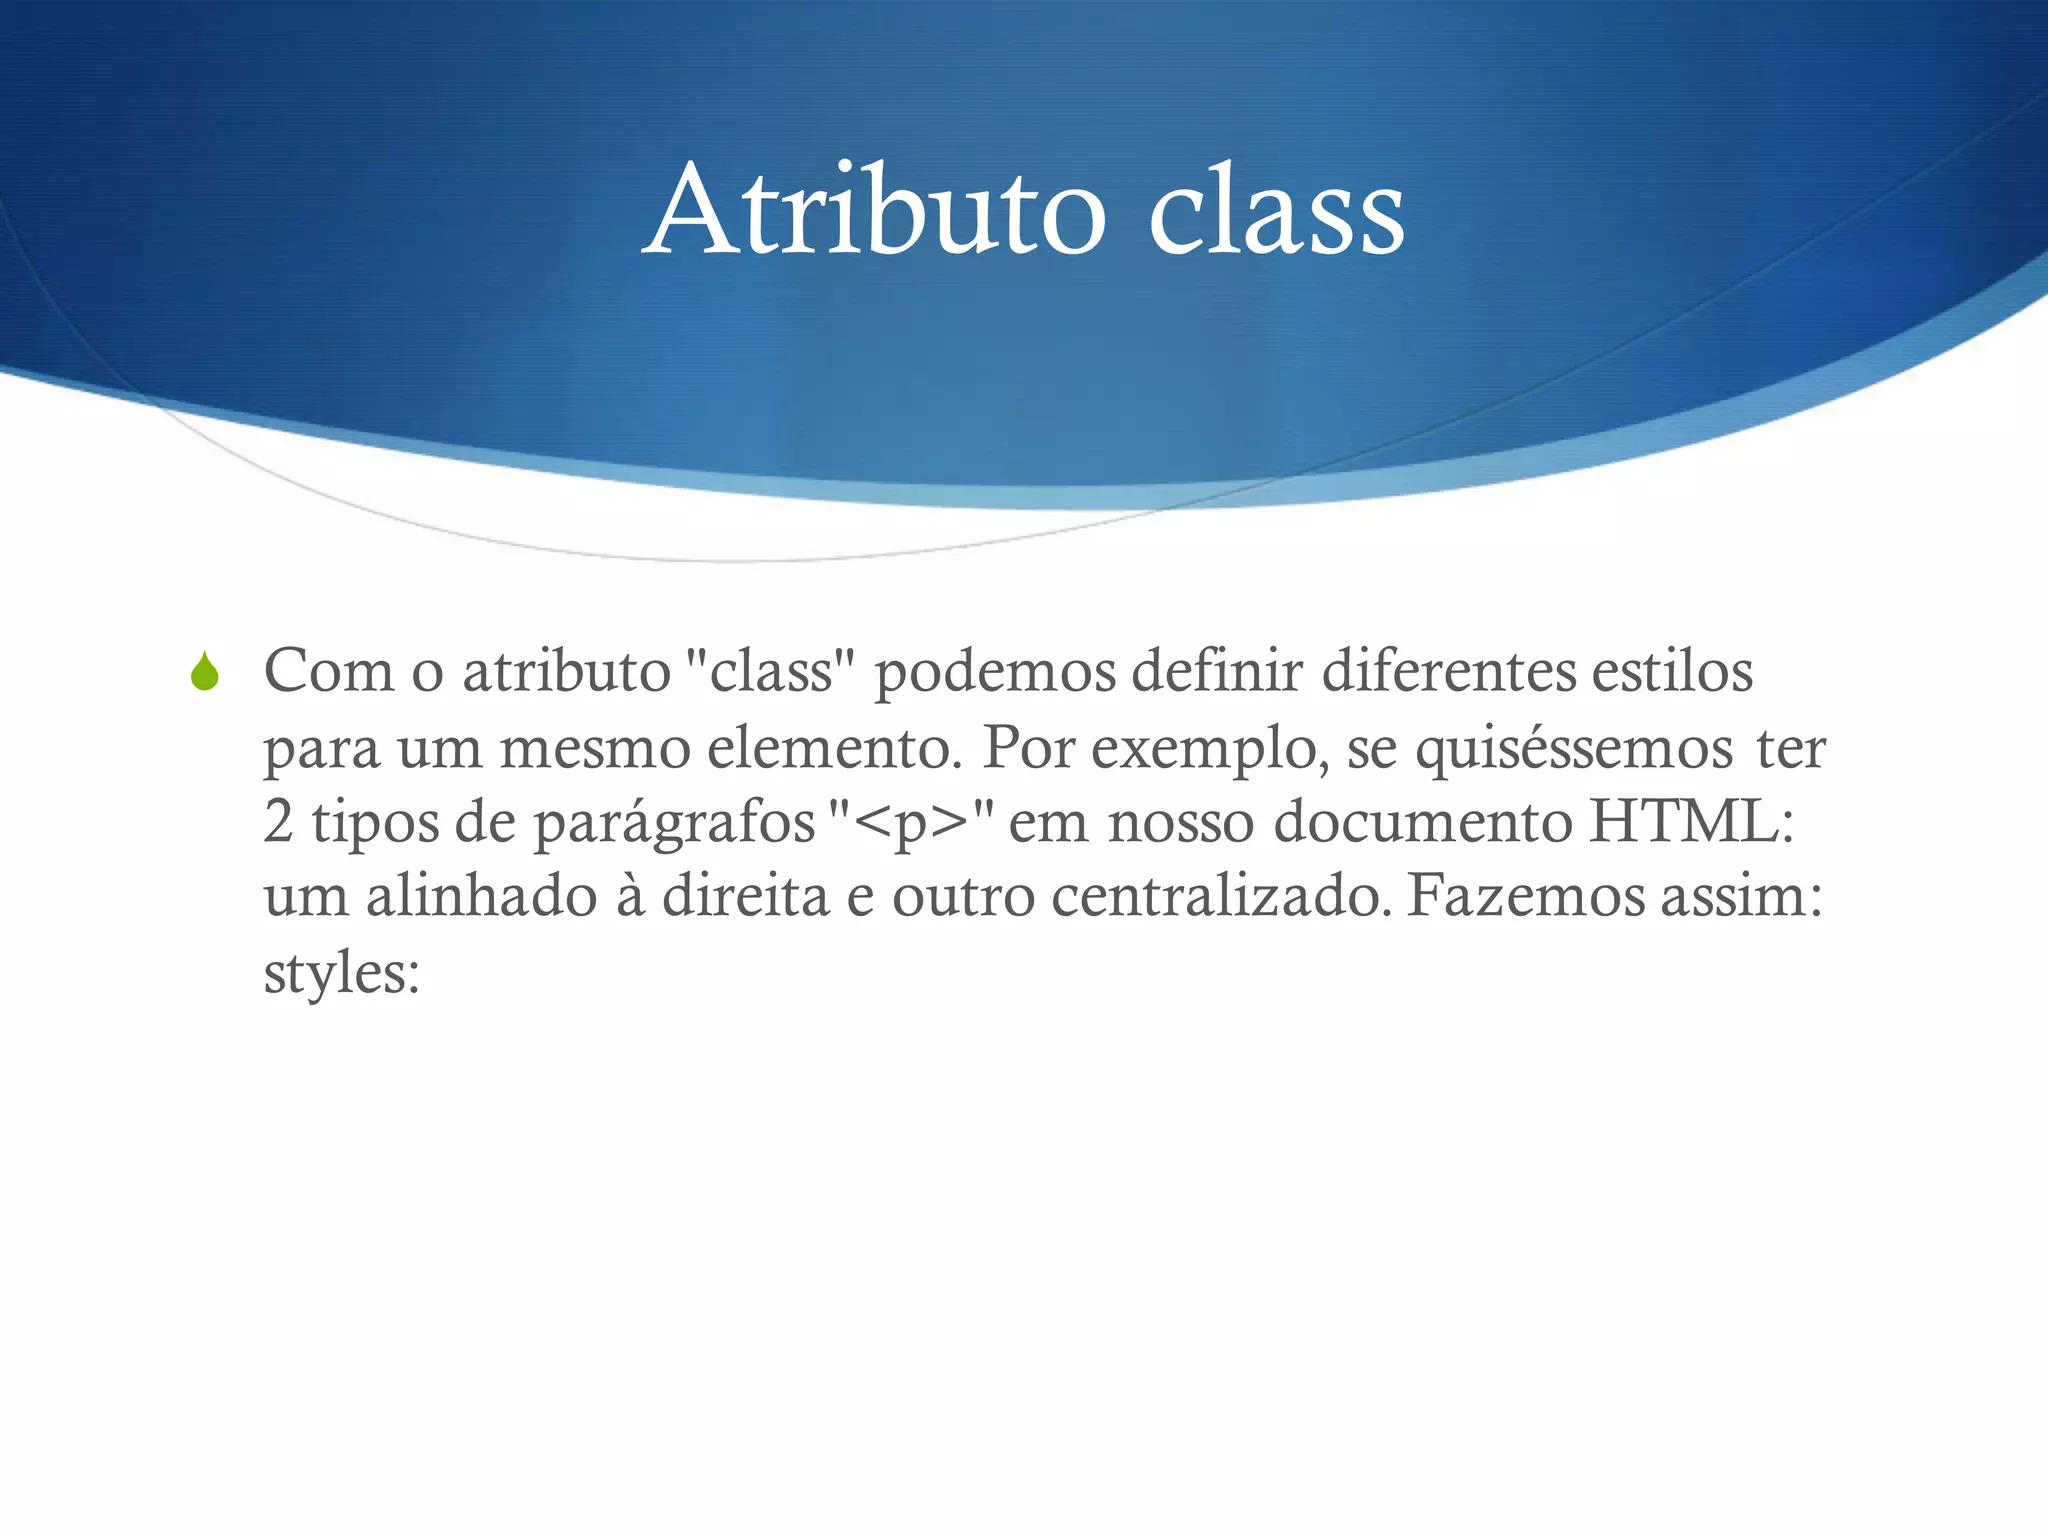 Atributo class
Com o atributo "class" podemos definir diferentes estilos
para um mesmo elemento. Por exemplo, se quiséssemos ter
2 tipos de parágrafos "<p>" em nosso documento HTML:
um alinhado à direita e outro centralizado. Fazemos assim:
styles: